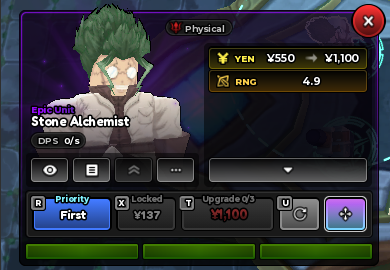 Physical
YEN ¥550 → ¥1,100
RNG 4.9
Epic Unit
Stone Alchemist
DPS 0/s
R Priority First
X Locked ¥137
T Upgrade 0/3 ¥1,100
U